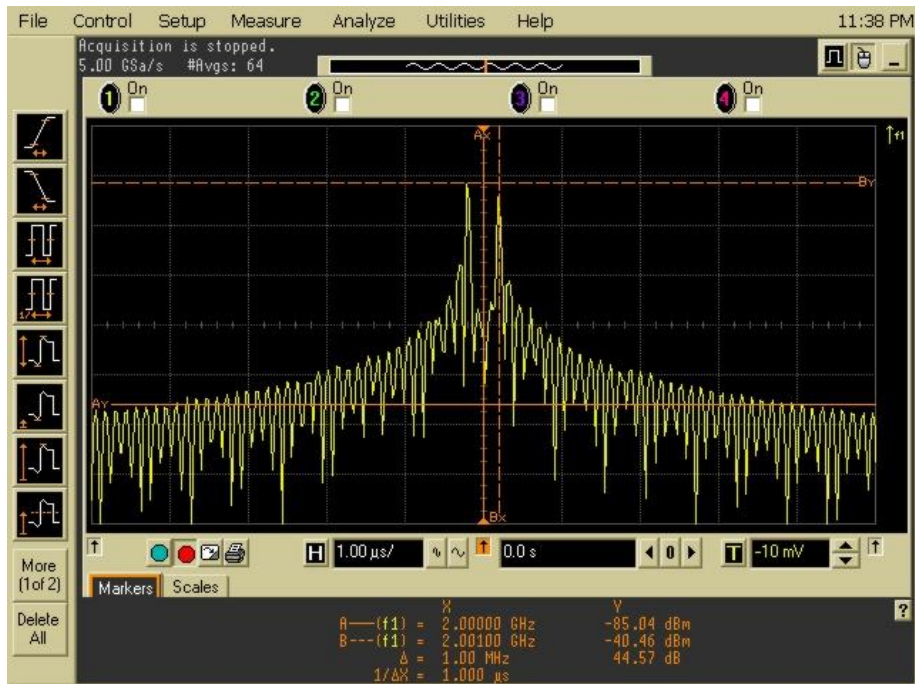 File Control Setup Measure Analyze Utilities Help 11:38 PM
Acquisition is stopped.
5.00 GSa/s #Avgs: 64
1 On 2 On 3 On 4 On
Ax
f1
By
Ay
Bx
1/
H 1.00 µs/ 0.0 s 0 T -10 mV
More
(1of 2)
Delete
All
Markers Scales
?
X Y
A---(f1) = 2.00000 GHz -85.04 dBm
B---(f1) = 2.00100 GHz -40.46 dBm
Δ = 1.00 MHz 44.57 dB
1/ΔX = 1.000 µs